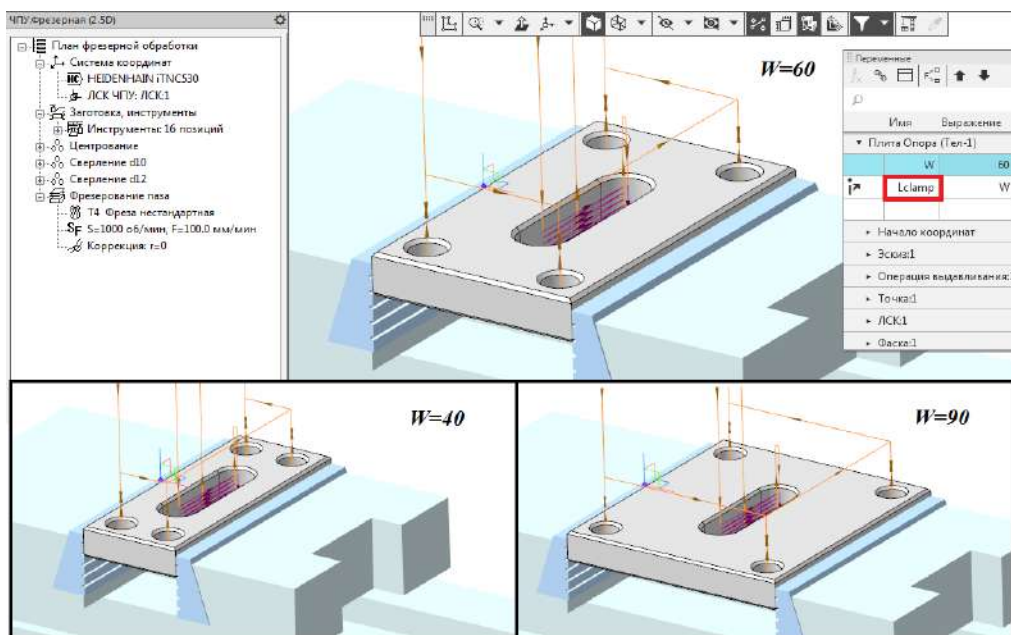 ЧПУ.Фрезерная (2.5D)
План фрезерной обработки
Система координат
HEIDENHAIN iTNC530
ЛСК ЧПУ: ЛСК:1
Заготовка, инструменты
Инструменты: 16 позиций
Центрование
Сверление d10
Сверление d12
Фрезерование паза
T4 Фреза нестандартная
SF S=1000 об/мин, F=100.0 мм/мин
Коррекция: r=0
W=60
Переменные
Имя Выражение
Плита Опора (Тел-1)
W 60
Lclamp W
Начало координат
Эскиз:1
Операция выдавливания:
Точка:1
ЛСК:1
Фаска:1
W=40
W=90